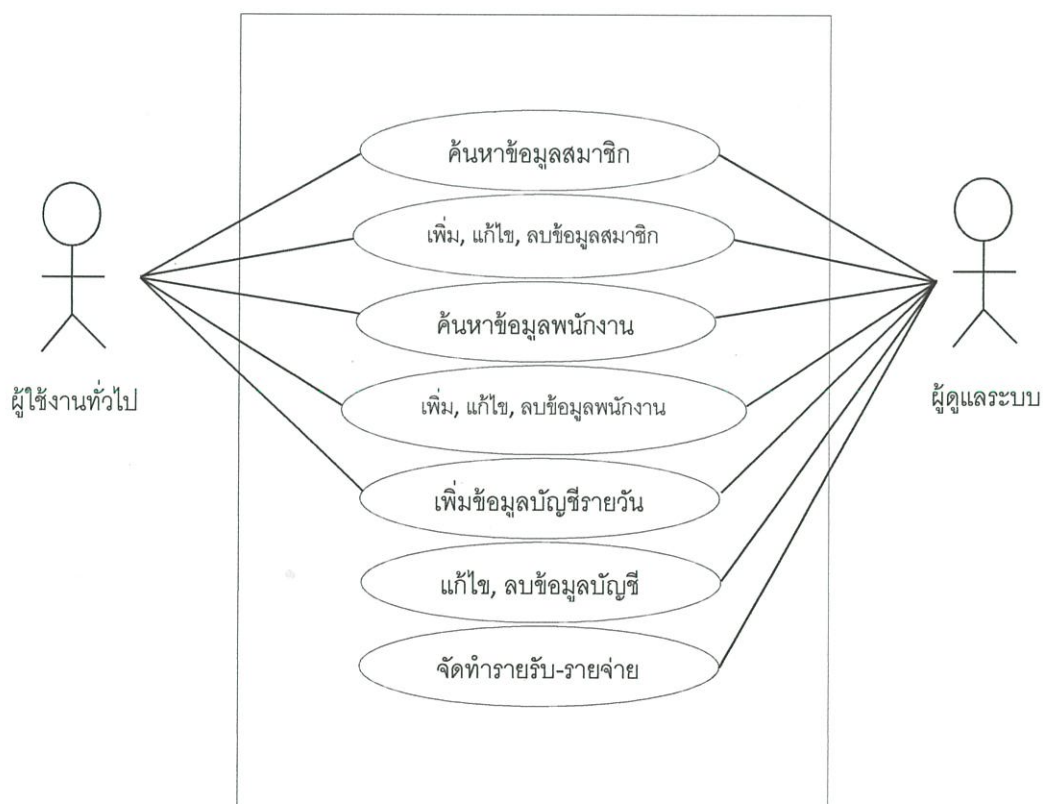 ค้นหาข้อมูลสมาชิก
เพิ่ม, แก้ไข, ลบข้อมูลสมาชิก
ค้นหาข้อมูลพนักงาน
ผู้ใช้งานทั่วไป
เพิ่ม, แก้ไข, ลบข้อมูลพนักงาน
ผู้ดูแลระบบ
เพิ่มข้อมูลบัญชีรายวัน
แก้ไข, ลบข้อมูลบัญชี
จัดทำรายรับ-รายจ่าย